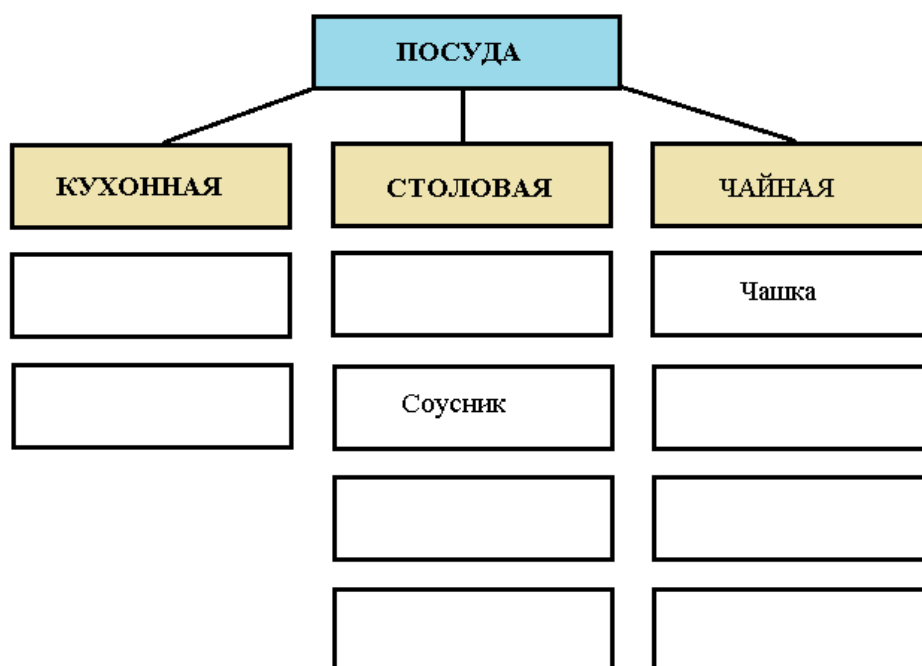 ПОСУДА
КУХОННАЯ
СТОЛОВАЯ
ЧАЙНАЯ
Чашка
Соусник